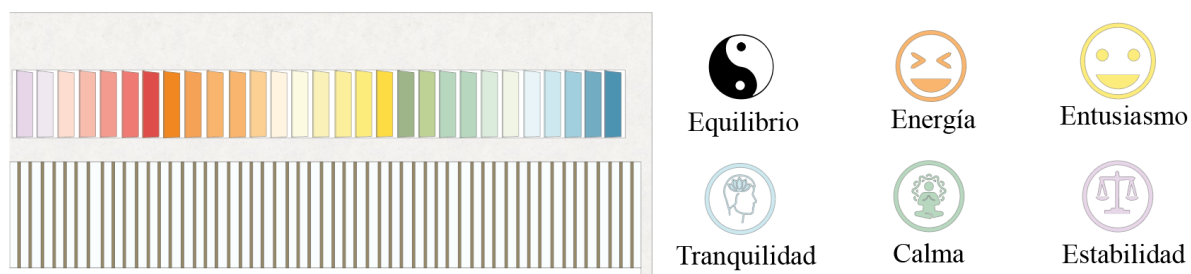 Equilibrio
Energía
Entusiasmo
Tranquilidad
Calma
Estabilidad